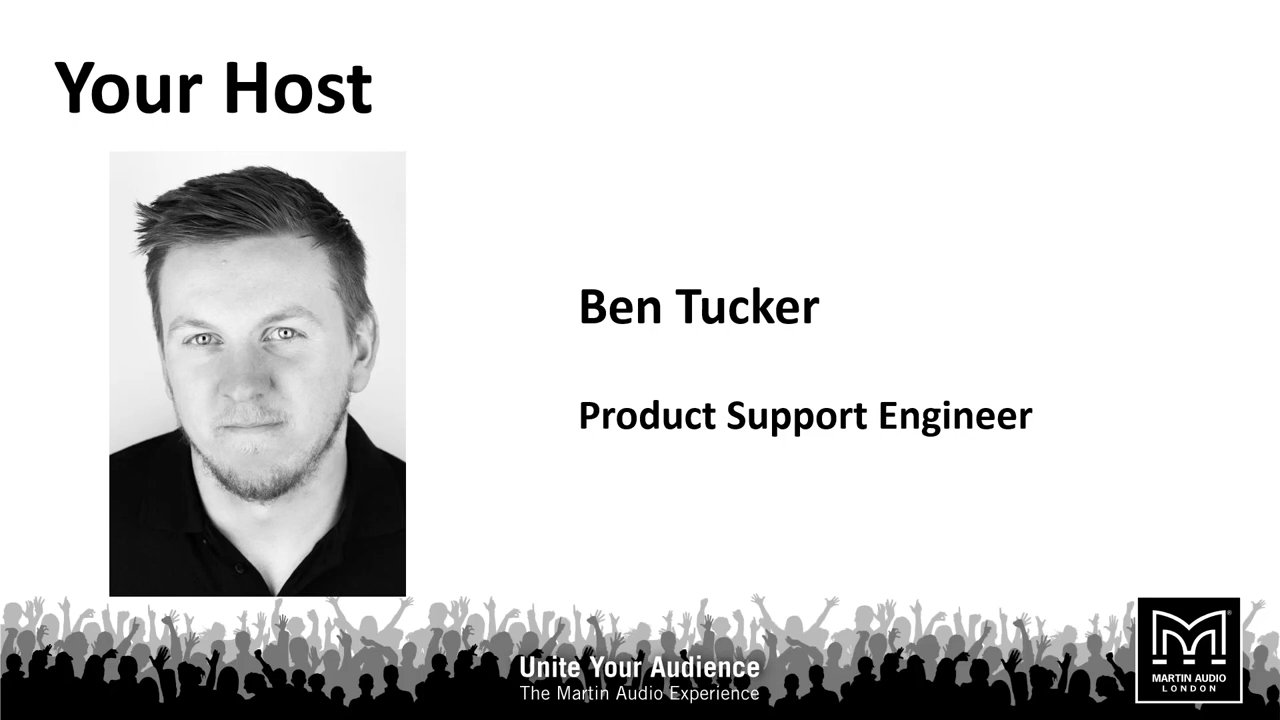 Your Host
Ben Tucker
Product Support Engineer
Unite Your Audience
The Martin Audio Experience
®
MARTIN AUDIO
LONDON